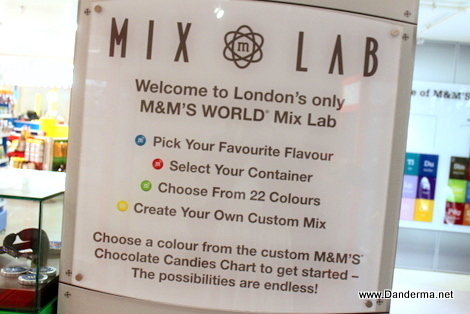 MIX m LAB
Welcome to London's only
M&M'S WORLD® Mix Lab
Pick Your Favourite Flavour
Select Your Container
Choose From 22 Colours
Create Your Own Custom Mix
Choose a colour from the custom M&M'S®
Chocolate Candies Chart to get started –
The possibilities are endless!
e of M&M'S
www.Danderma.net